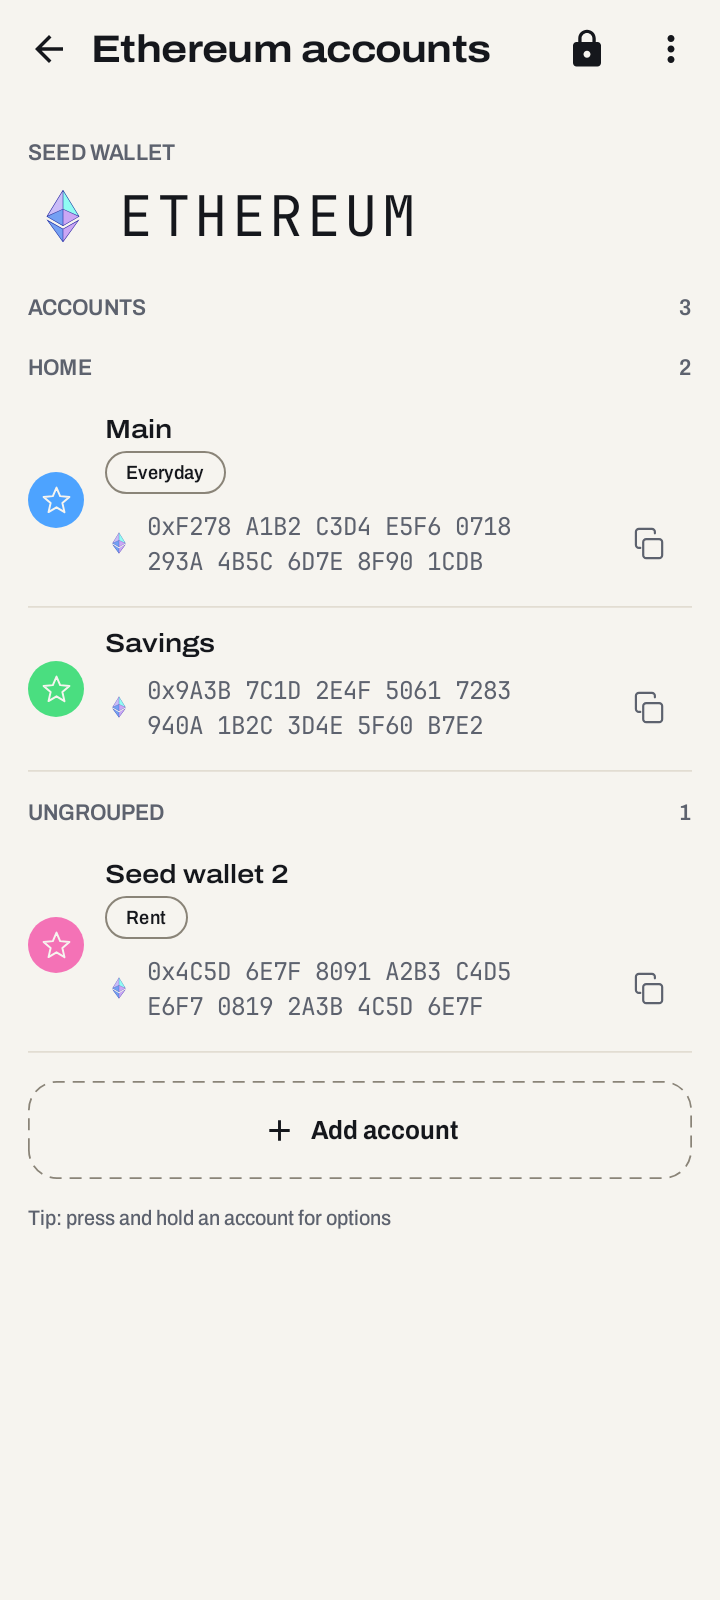 Ethereum accounts
SEED WALLET
ETHEREUM
ACCOUNTS 3
HOME 2
Main
Everyday
0xF278 A1B2 C3D4 E5F6 0718
293A 4B5C 6D7E 8F90 1CDB
Savings
0x9A3B 7C1D 2E4F 5061 7283
940A 1B2C 3D4E 5F60 B7E2
UNGROUPED 1
Seed wallet 2
Rent
0x4C5D 6E7F 8091 A2B3 C4D5
E6F7 0819 2A3B 4C5D 6E7F
Add account
Tip: press and hold an account for options